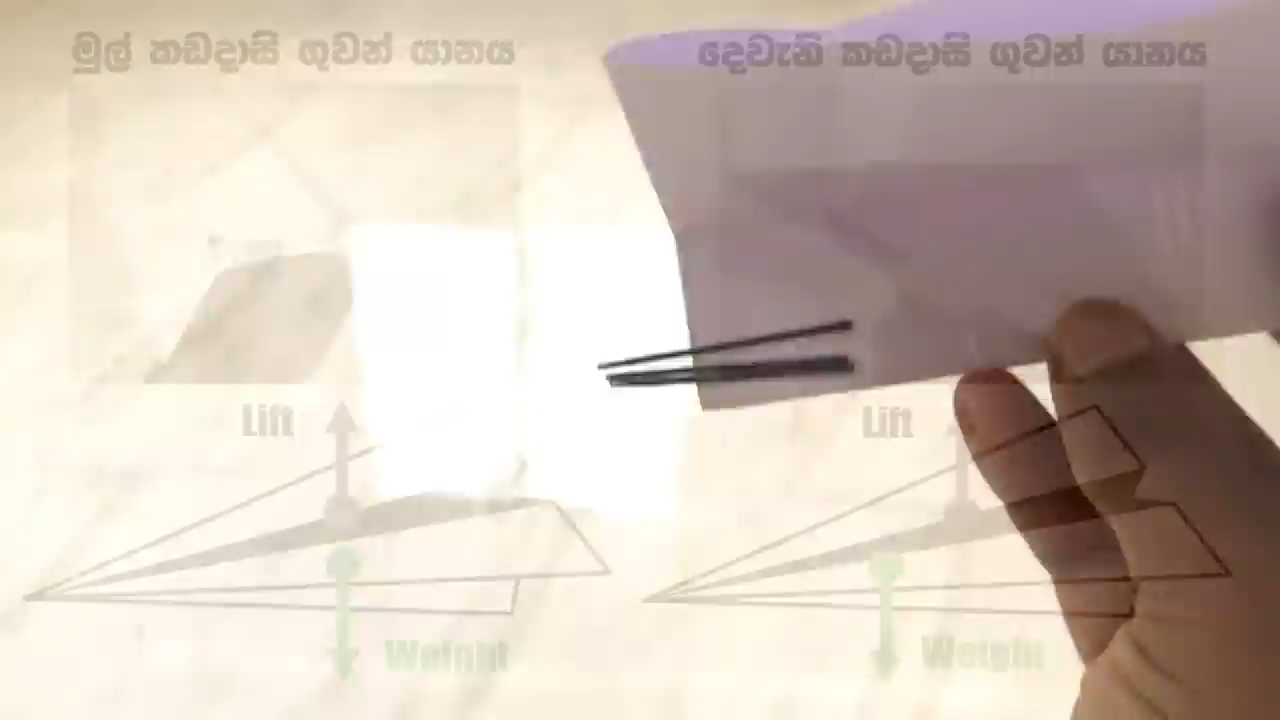 මුල් කඩදාසි ගුවන් යානය
දෙවැනි කඩදාසි ගුවන් යානය
Lift
Lift
Weight
Weight